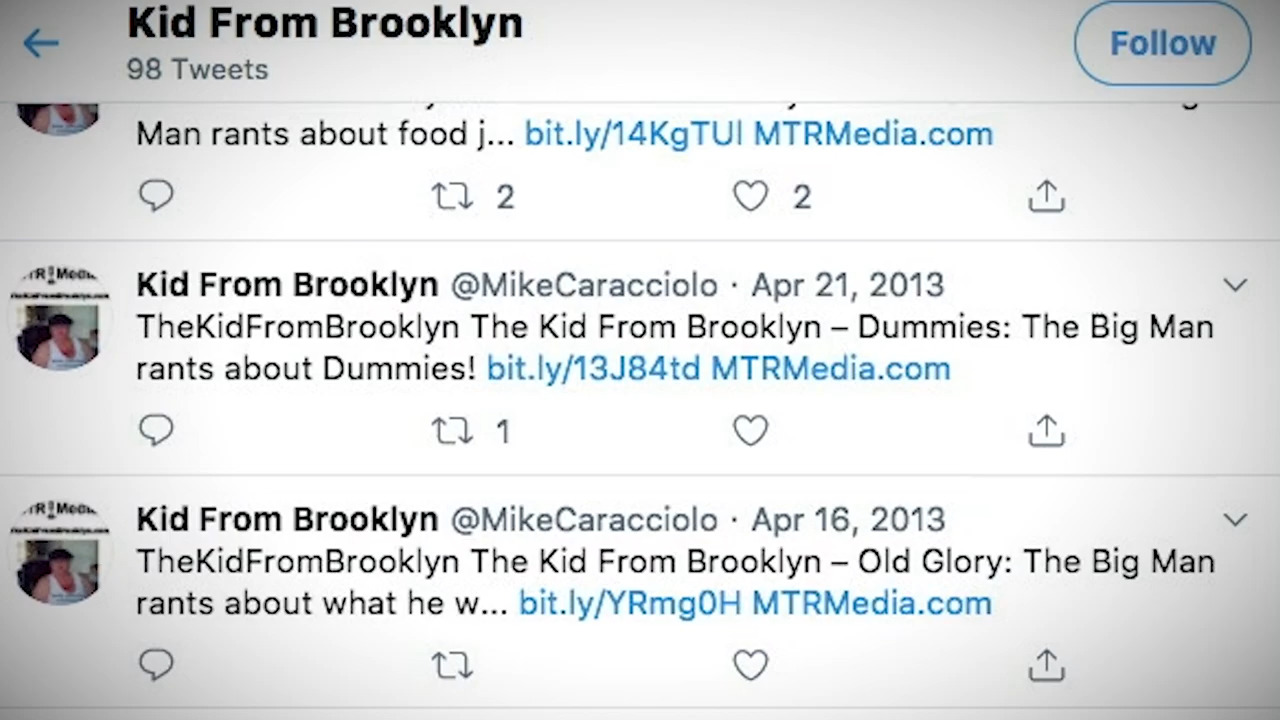 Kid From Brooklyn
98 Tweets
Follow
Man rants about food j... bit.ly/14KgTUl MTRMedia.com
2
2
Kid From Brooklyn @MikeCaracciolo · Apr 21, 2013
TheKidFromBrooklyn The Kid From Brooklyn – Dummies: The Big Man
rants about Dummies! bit.ly/13J84td MTRMedia.com
1
Kid From Brooklyn @MikeCaracciolo · Apr 16, 2013
TheKidFromBrooklyn The Kid From Brooklyn – Old Glory: The Big Man
rants about what he w... bit.ly/YRmg0H MTRMedia.com